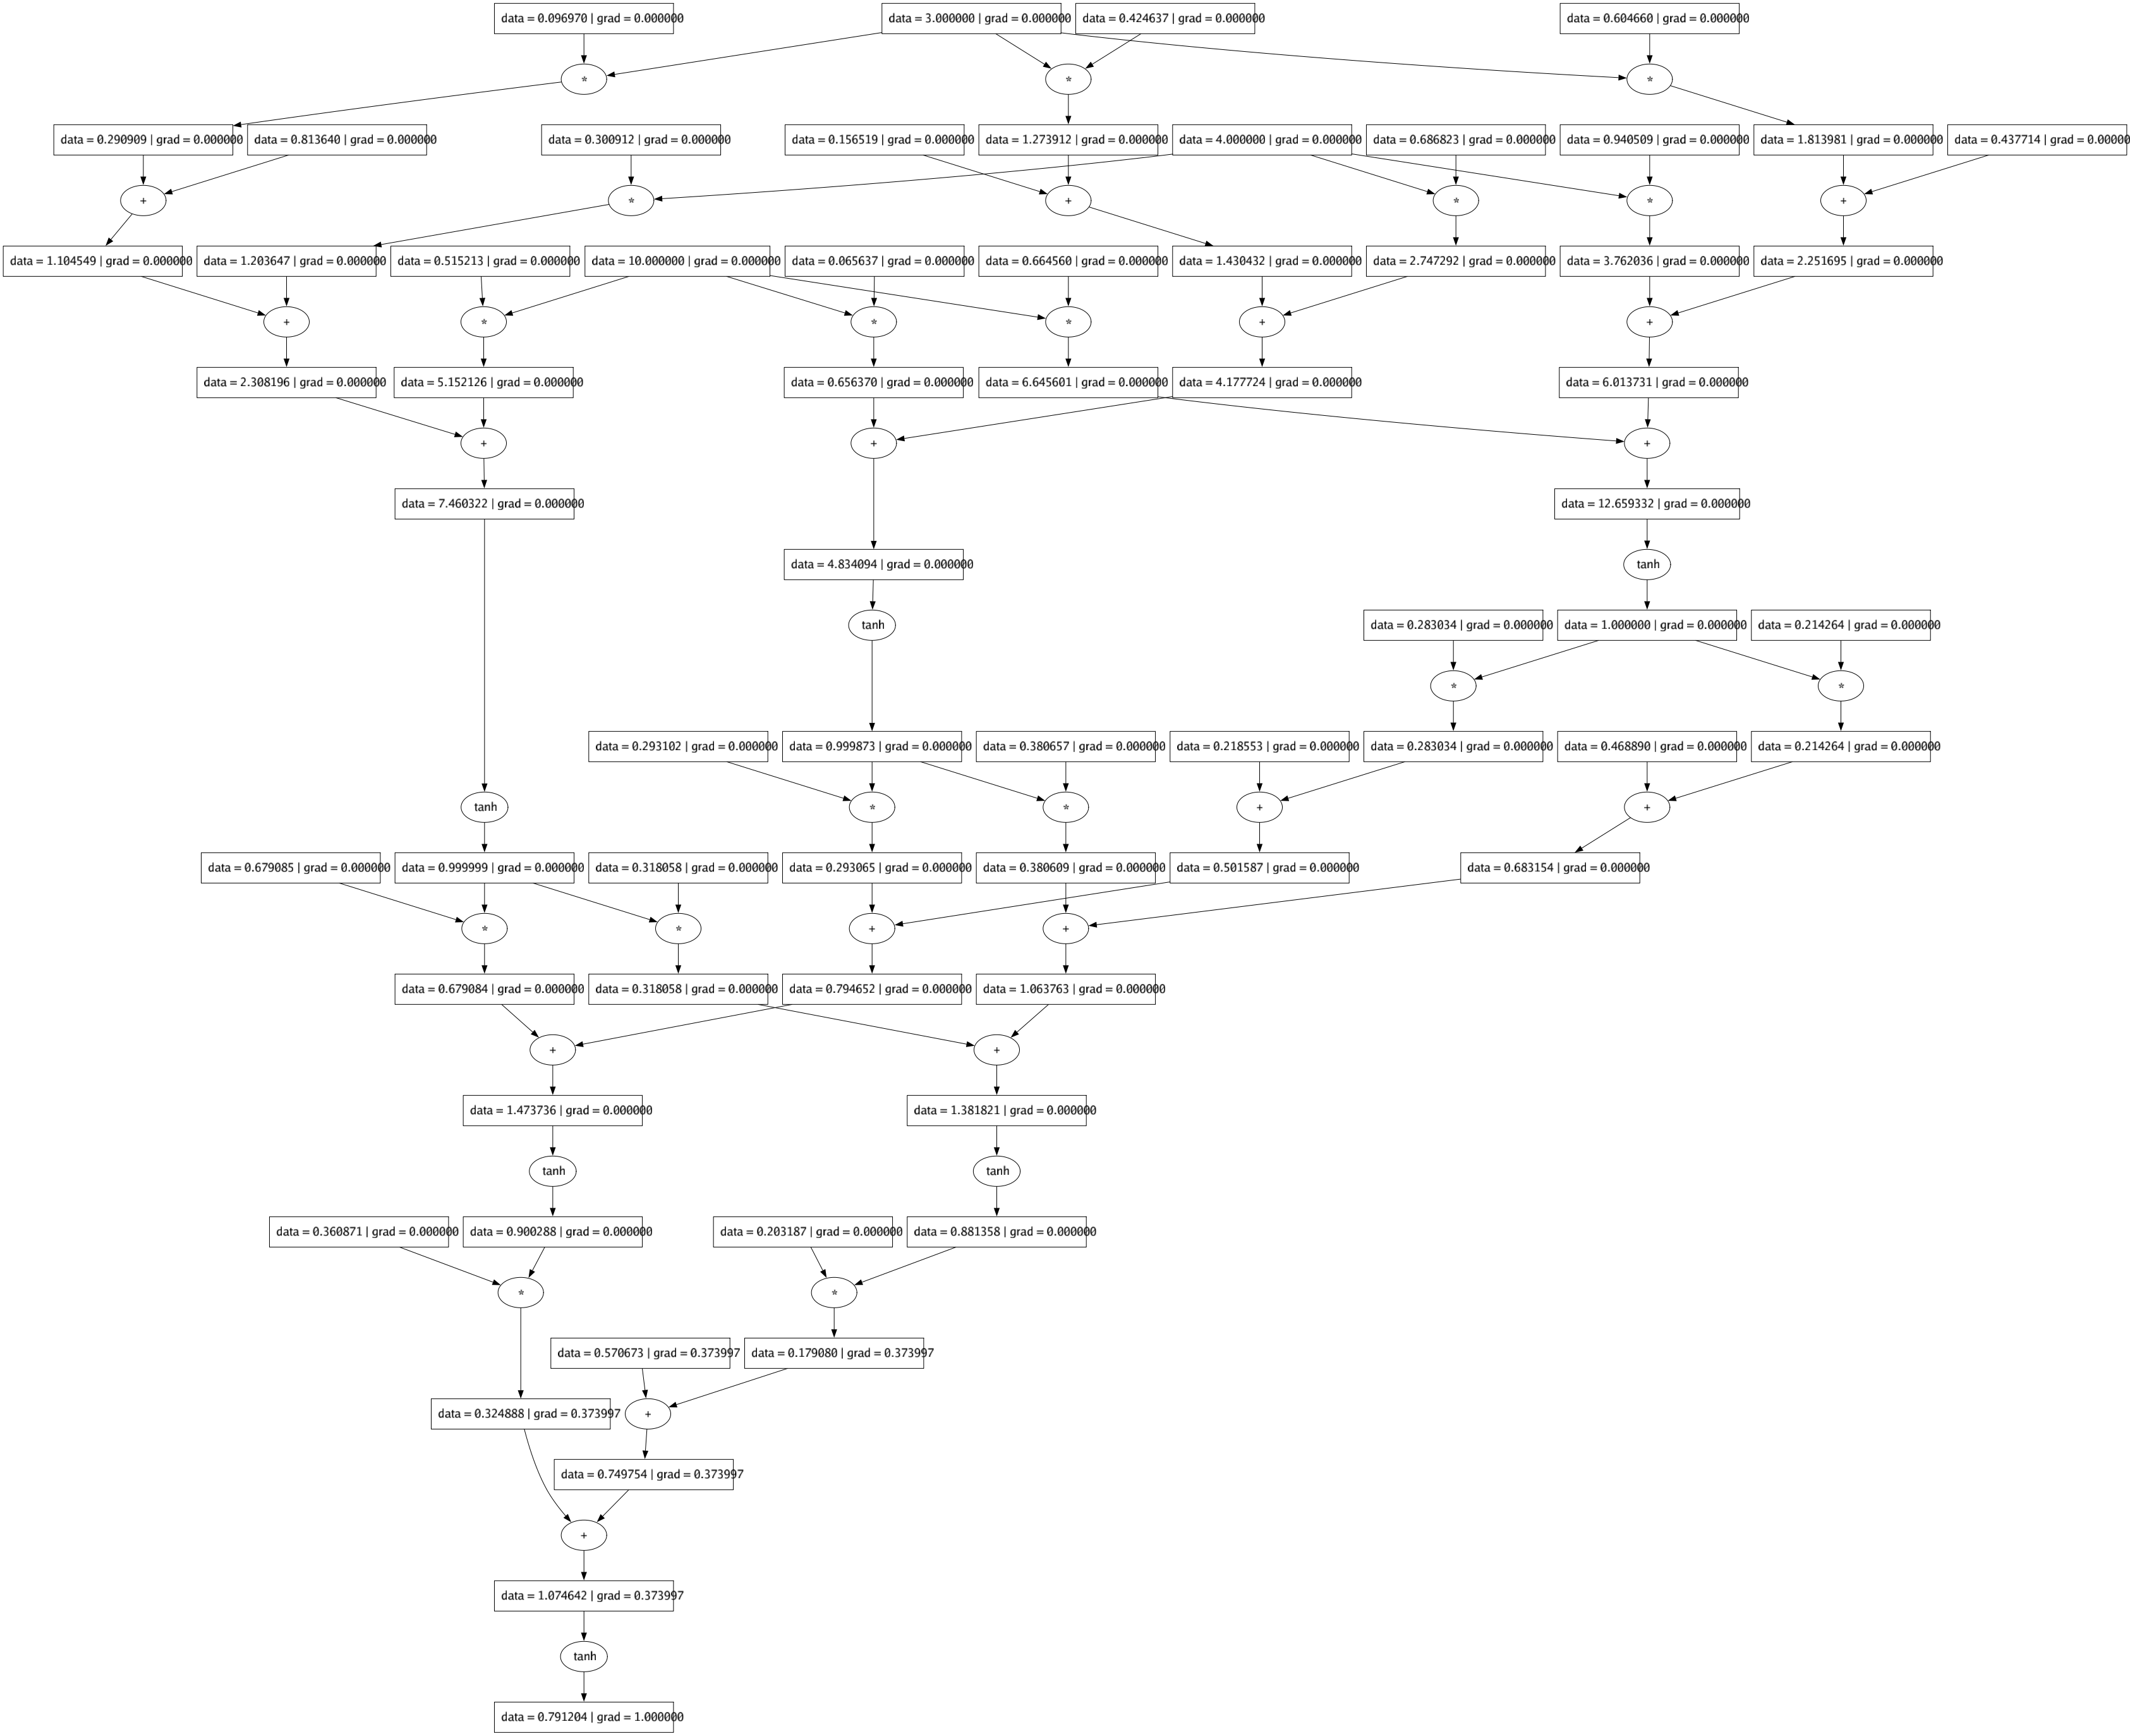 data = 0.096970 | grad = 0.000000
data = 3.000000 | grad = 0.000000
data = 0.424637 | grad = 0.000000
data = 0.604660 | grad = 0.000000
*
*
*
data = 0.290909 | grad = 0.000000
data = 0.813640 | grad = 0.000000
data = 0.300912 | grad = 0.000000
data = 0.156519 | grad = 0.000000
data = 1.273912 | grad = 0.000000
data = 4.000000 | grad = 0.000000
data = 0.686823 | grad = 0.000000
data = 0.940509 | grad = 0.000000
data = 1.813981 | grad = 0.000000
data = 0.437714 | grad = 0.00000
+
*
+
*
*
+
data = 1.104549 | grad = 0.000000
data = 1.203647 | grad = 0.000000
data = 0.515213 | grad = 0.000000
data = 10.000000 | grad = 0.000000
data = 0.065637 | grad = 0.000000
data = 0.664560 | grad = 0.000000
data = 1.430432 | grad = 0.000000
data = 2.747292 | grad = 0.000000
data = 3.762036 | grad = 0.000000
data = 2.251695 | grad = 0.000000
+
*
*
*
+
+
data = 2.308196 | grad = 0.000000
data = 5.152126 | grad = 0.000000
data = 0.656370 | grad = 0.000000
data = 6.645601 | grad = 0.000000
data = 4.177724 | grad = 0.000000
data = 6.013731 | grad = 0.000000
+
+
+
data = 7.460322 | grad = 0.000000
data = 12.659332 | grad = 0.000000
data = 4.834094 | grad = 0.000000
tanh
tanh
data = 0.283034 | grad = 0.000000
data = 1.000000 | grad = 0.000000
data = 0.214264 | grad = 0.000000
*
*
data = 0.293102 | grad = 0.000000
data = 0.999873 | grad = 0.000000
data = 0.380657 | grad = 0.000000
data = 0.218553 | grad = 0.000000
data = 0.283034 | grad = 0.000000
data = 0.468890 | grad = 0.000000
data = 0.214264 | grad = 0.000000
tanh
*
*
+
+
data = 0.679085 | grad = 0.000000
data = 0.999999 | grad = 0.000000
data = 0.318058 | grad = 0.000000
data = 0.293065 | grad = 0.000000
data = 0.380609 | grad = 0.000000
data = 0.501587 | grad = 0.000000
data = 0.683154 | grad = 0.000000
*
*
+
+
data = 0.679084 | grad = 0.000000
data = 0.318058 | grad = 0.000000
data = 0.794652 | grad = 0.000000
data = 1.063763 | grad = 0.000000
+
+
data = 1.473736 | grad = 0.000000
data = 1.381821 | grad = 0.000000
tanh
tanh
data = 0.360871 | grad = 0.000000
data = 0.900288 | grad = 0.000000
data = 0.203187 | grad = 0.000000
data = 0.881358 | grad = 0.000000
*
*
data = 0.570673 | grad = 0.373997
data = 0.179080 | grad = 0.373997
data = 0.324888 | grad = 0.373997
+
data = 0.749754 | grad = 0.373997
+
data = 1.074642 | grad = 0.373997
tanh
data = 0.791204 | grad = 1.000000